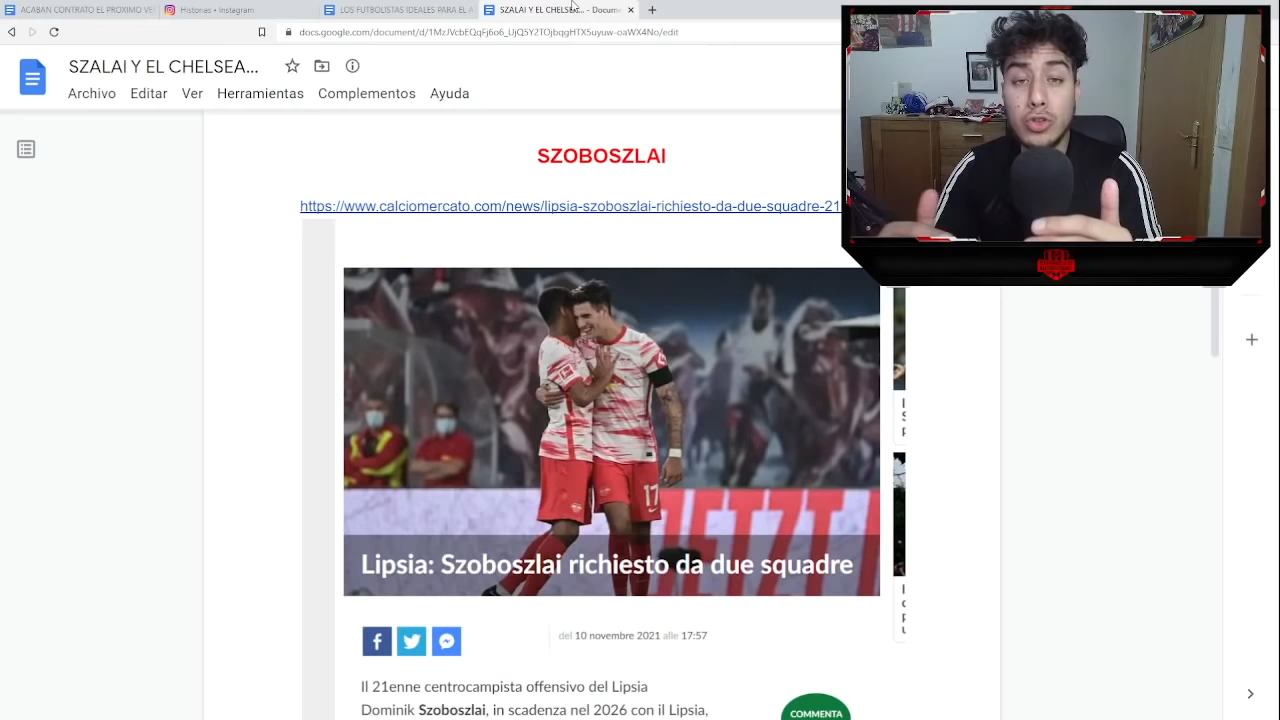 ACABAN CONTRATO EL PROXIMO VE
Historias • Instagram
LOS FUTBOLISTAS IDEALES PARA EL A
SZALAI Y EL CHELSEA... - Docum
docs.google.com/document/d/
/edit
SZALAI Y EL CHELSEA...
Archivo Editar Ver Herramientas Complementos Ayuda
SZOBOSZLAI
https://www.calciomercato.com/news/lipsia-szoboszlai-richiesto-da-due-squadre-21
17
JETZT
Lipsia: Szoboszlai richiesto da due squadre
del 10 novembre 2021 alle 17:57
Il 21enne centrocampista offensivo del Lipsia
Dominik Szoboszlai, in scadenza nel 2026 con il Lipsia,
COMMENTA